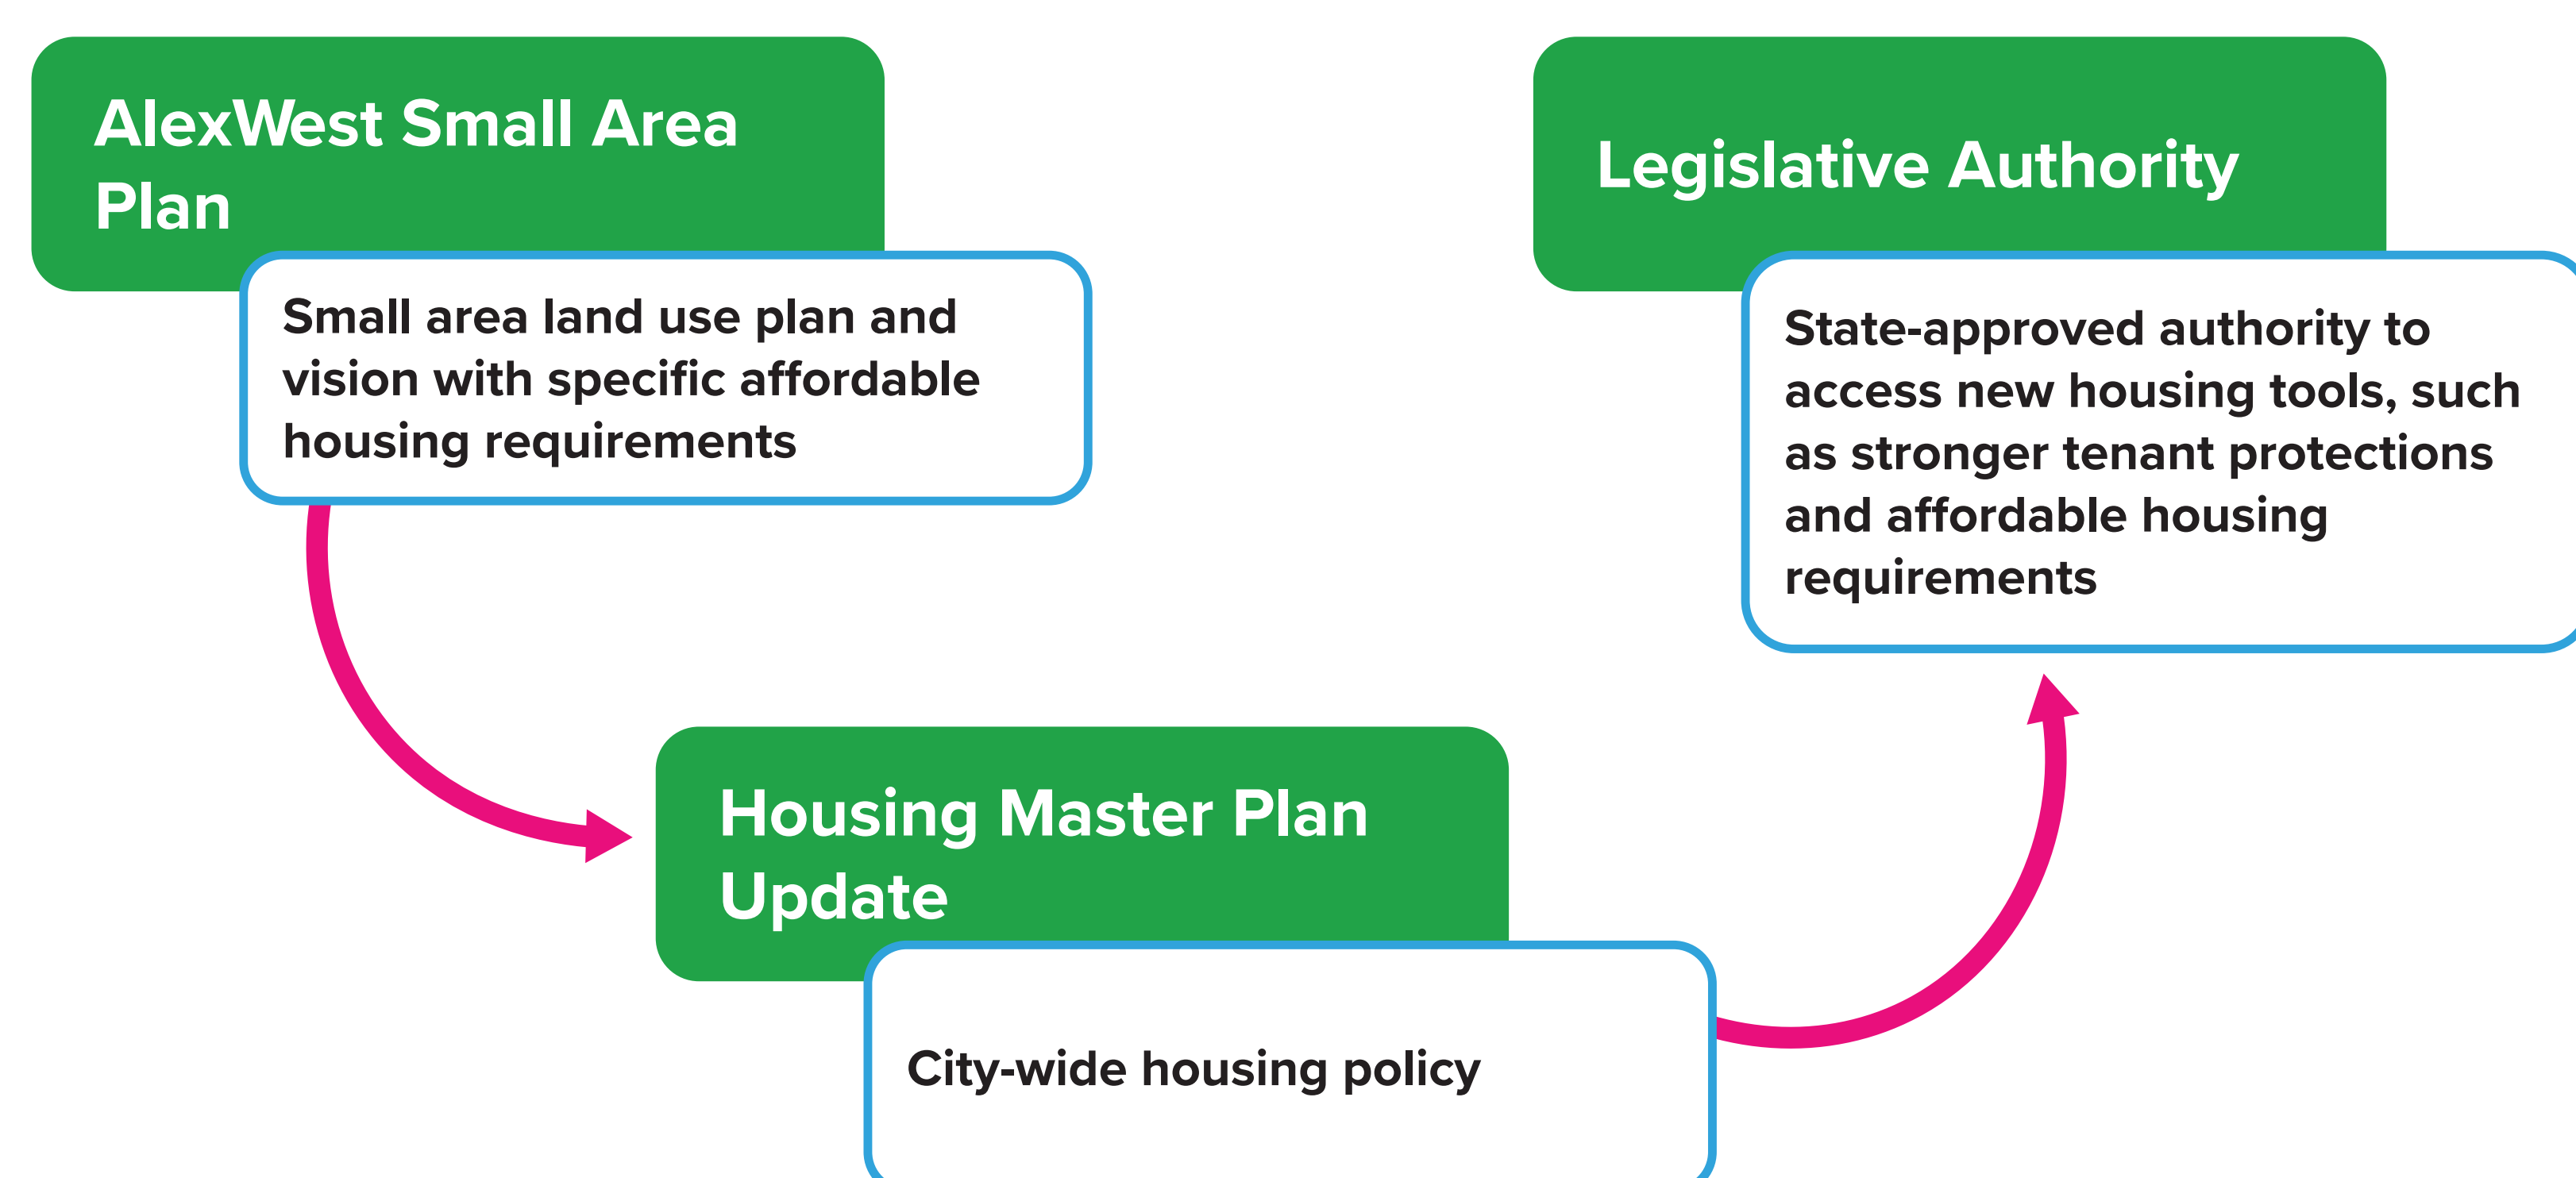 AlexWest Small Area
Plan
Small area land use plan and
vision with specific affordable
housing requirements
Housing Master Plan
Update
City-wide housing policy
Legislative Authority
State-approved authority to
access new housing tools, such
as stronger tenant protections
and affordable housing
requirements